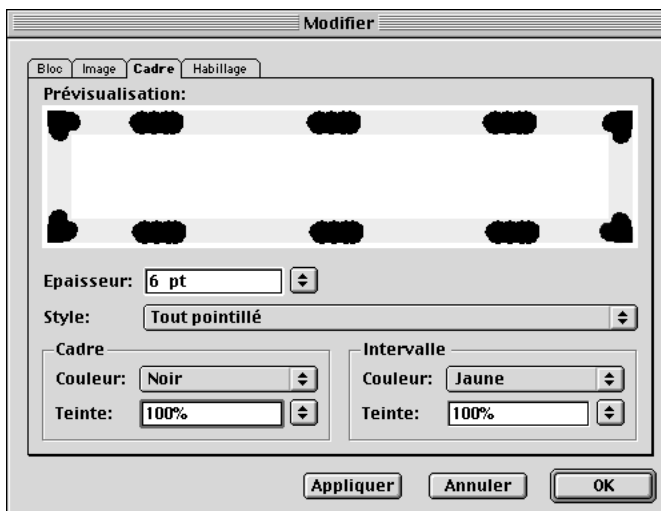 Modifier
Bloc Image Cadre Habillage
Prévisualisation:
Epaisseur: 6 pt
Style: Tout pointillé
Cadre Intervalle
Couleur: Noir Couleur: Jaune
Teinte: 100% Teinte: 100%
Appliquer Annuler OK